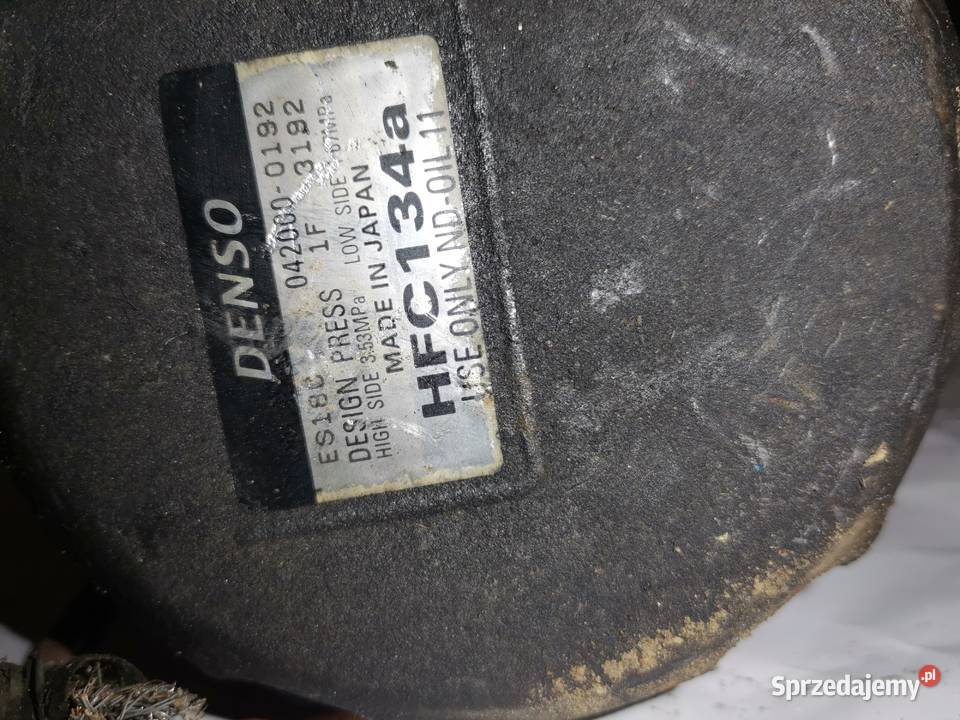 DENSO
ES18C 042000-0192
DESIGN PRESS 1F 3192
HIGH SIDE 3.53MPa LOW SIDE
MADE IN JAPAN
HFC134a
USE ONLY ND-OIL 11
Sprzedajemy.pl